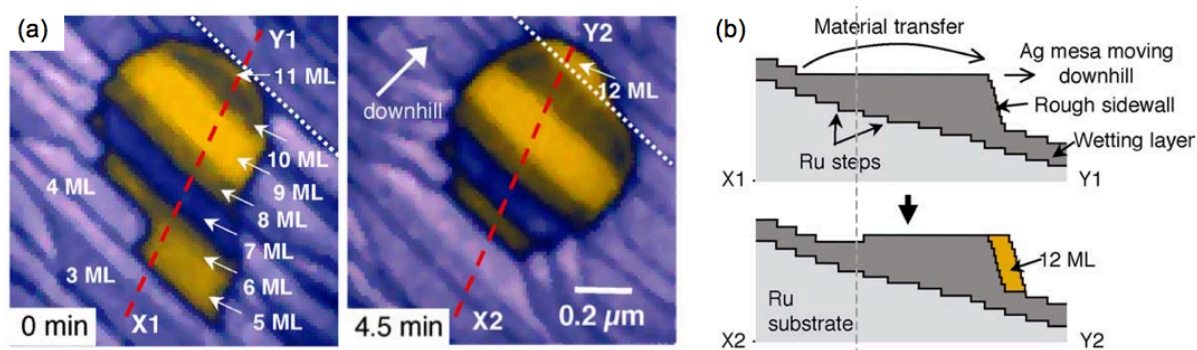 (a)
Y1
11 ML
10 ML
9 ML
8 ML
7 ML
6 ML
5 ML
4 ML
3 ML
X1
0 min
Y2
12 ML
downhill
0.2 µm
X2
4.5 min
(b)
Material transfer
Ag mesa moving
downhill
Rough sidewall
Wetting layer
Ru steps
X1
Y1
12 ML
Ru
substrate
X2
Y2